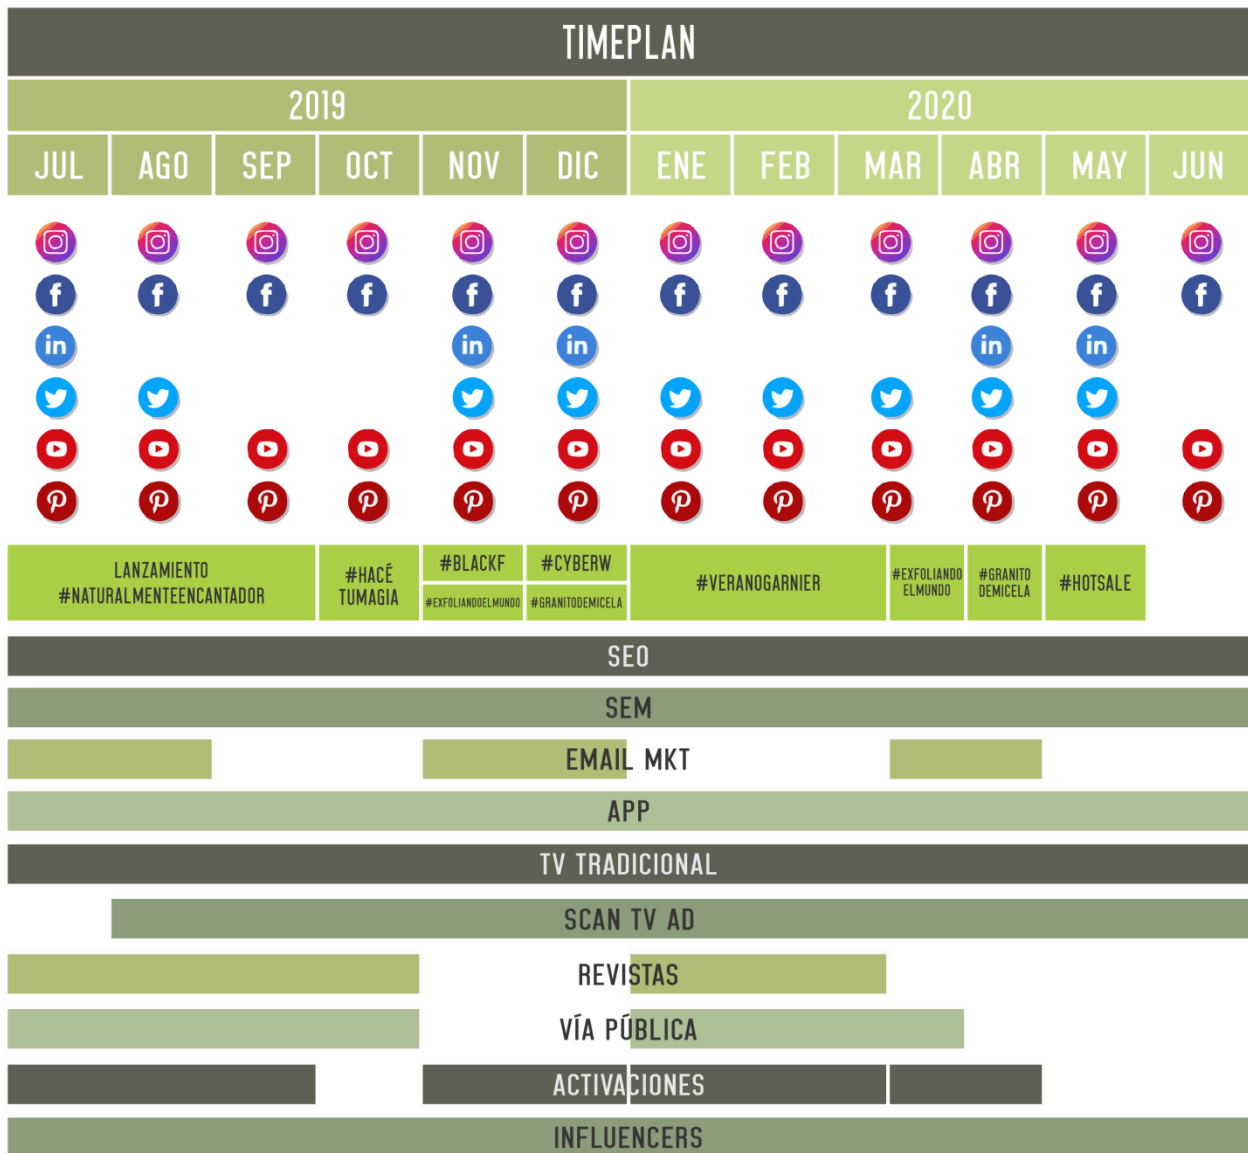 TIMEPLAN
2019
2020
JUL
AGO
SEP
OCT
NOV
DIC
ENE
FEB
MAR
ABR
MAY
JUN
LANZAMIENTO
#NATURALMENTEENCANTADOR
#HACÉ
TUMAGIA
#BLACKF
#EXFOLIANDOELMUNDO
#CYBERW
#GRANITODEMICELA
#VERANOGARNIER
#EXFOLIANDO
ELMUNDO
#GRANITO
DEMICELA
#HOTSALE
SEO
SEM
EMAIL MKT
APP
TV TRADICIONAL
SCAN TV AD
REVISTAS
VÍA PÚBLICA
ACTIVACIONES
INFLUENCERS